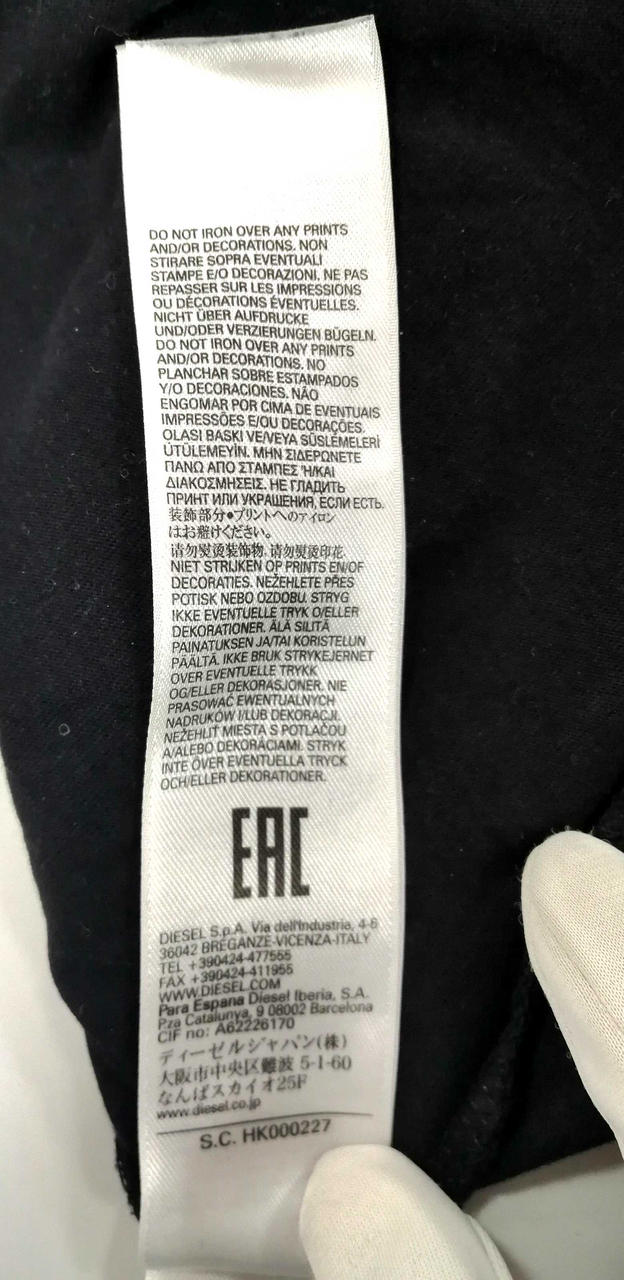 DO NOT IRON OVER ANY PRINTS
AND/OR DECORATIONS. NON
STIRARE SOPRA EVENTUALI
STAMPE E/O DECORAZIONI. NE PAS
REPASSER SUR LES IMPRESSIONS
OU DÉCORATIONS ÉVENTUELLES.
NICHT ÜBER AUFDRUCKE
UND/ODER VERZIERUNGEN BÜGELN.
DO NOT IRON OVER ANY PRINTS
AND/OR DECORATIONS. NO
PLANCHAR SOBRE ESTAMPADOS
Y/O DECORACIONES. NÃO
ENGOMAR POR CIMA DE EVENTUAIS
IMPRESSÕES E/OU DECORAÇÕES.
OLASI BASKI VE/VEYA SÜSLEMELERİ
ÜTÜLEMEYİN. ΜΗΝ ΣΙΔΕΡΩΝΕΤΕ
ΠΑΝΩ ΑΠΟ ΣΤΑΜΠΕΣ Ή/ΚΑΙ
ΔΙΑΚΟΣΜΗΣΕΙΣ. НЕ ГЛАДИТЬ
ПРИНТ ИЛИ УКРАШЕНИЯ, ЕСЛИ ЕСТЬ.
装飾部分●プリントへのアイロン
はお避けください。
请勿熨烫装饰物, 请勿熨烫印花.
NIET STRIJKEN OP PRINTS EN/OF
DECORATIES. NEŽEHLETE PŘES
POTISK NEBO OZDOBU. STRYG
IKKE EVENTUELLE TRYK O/ELLER
DEKORATIONER. ÄLÄ SILITÄ
PAINATUKSEN JA/TAI KORISTELUN
PÄÄLTÄ. IKKE BRUK STRYKEJERNET
OVER EVENTUELLE TRYKK
OG/ELLER DEKORASJONER. NIE
PRASOWAĆ EWENTUALNYCH
NADRUKÓW I/LUB DEKORACJI.
NEŽEHLIŤ MIESTA S POTLAČOU
A/ALEBO DEKORÁCIAMI. STRYK
INTE ÖVER EVENTUELLA TRYCK
OCH/ELLER DEKORATIONER.
EAC
DIESEL S.p.A. Via dell'Industria, 4-6
36042 BREGANZE-VICENZA-ITALY
TEL +390424-477555
FAX +390424-411955
WWW.DIESEL.COM
Para Espana Diesel Iberia, S.A.
Pza Catalunya, 9 08002 Barcelona
CIF no: A62226170
ディーゼルジャパン(株)
大阪市中央区難波 5-1-60
なんばスカイオ25F
www.diesel.co.jp
S.C. HK000227